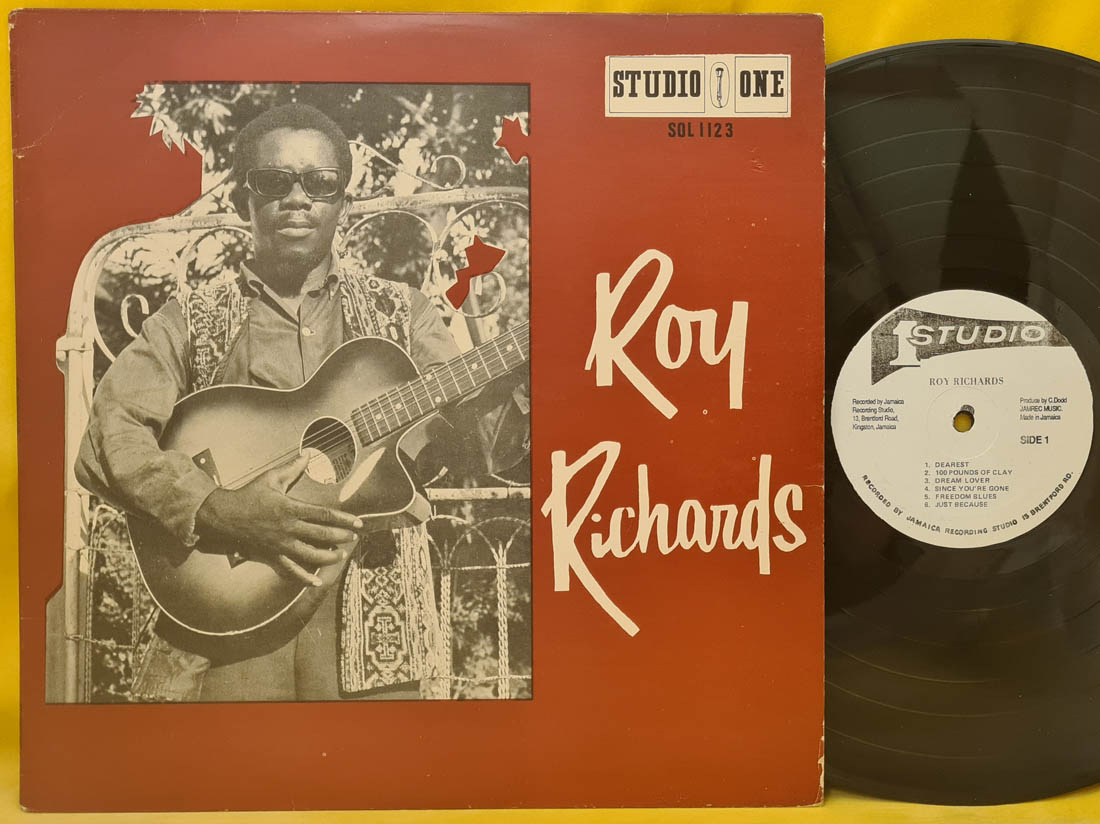 STUDIO ONE
SOL 1123
Roy
Richards
1 STUDIO
ROY RICHARDS
Recorded by Jamaica
Recording Studio,
13, Brentford Road,
Kingston, Jamaica
Produce by C.Dodd
JAMREC MUSIC.
Made in Jamaica
SIDE 1
1. DEAREST
2. 100 POUNDS OF CLAY
3. DREAM LOVER
4. SINCE YOU'RE GONE
5. FREEDOM BLUES
6. JUST BECAUSE
RECORDED BY JAMAICA RECORDING STUDIO 13 BRENTFORD RD.